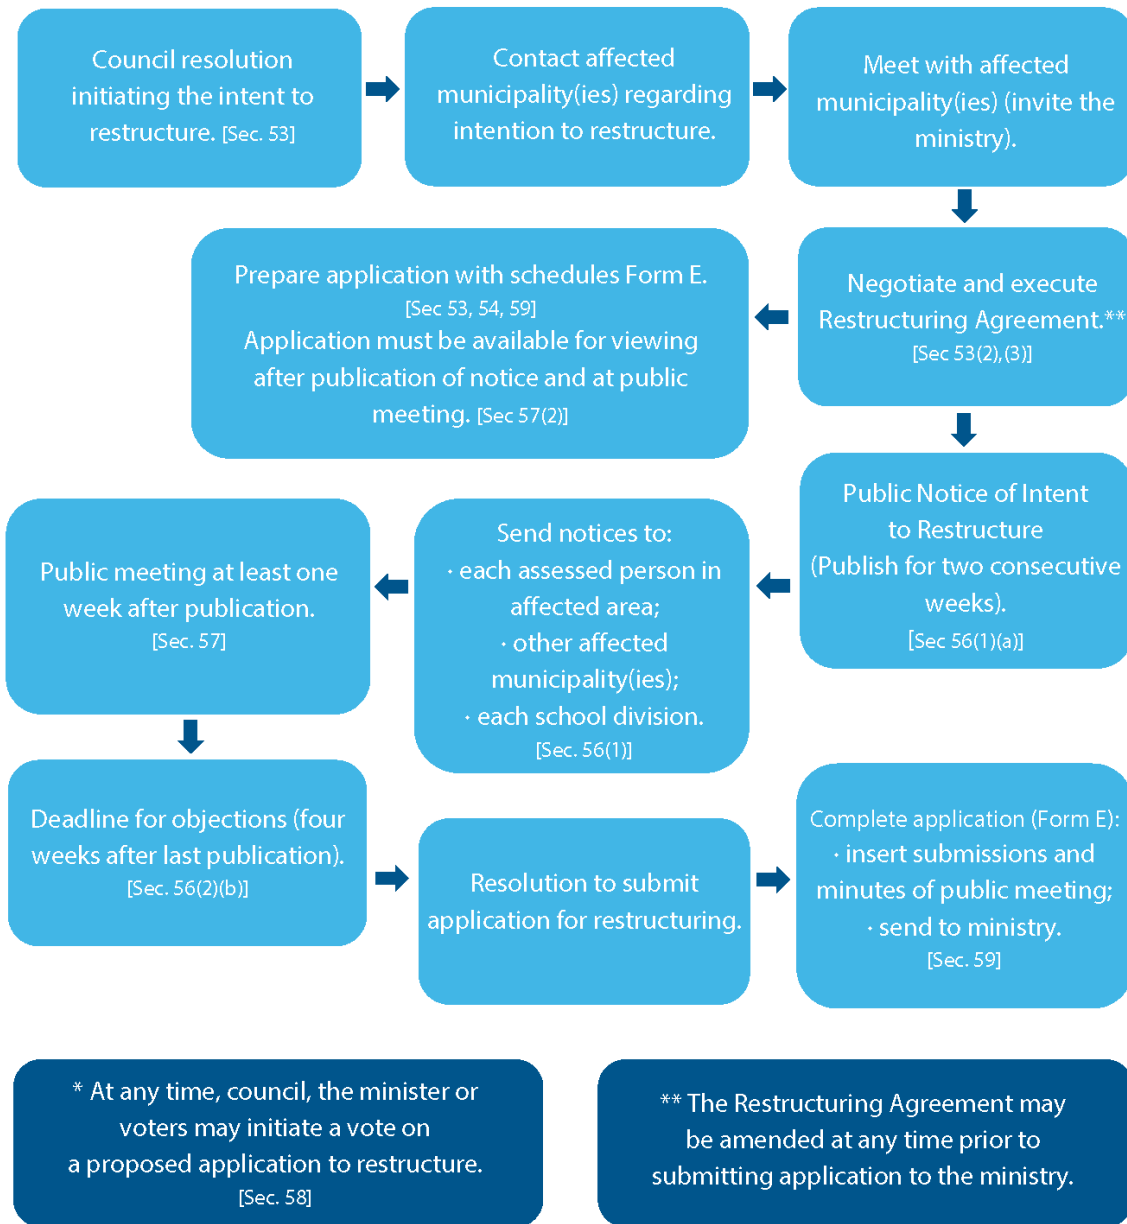 Council resolution
initiating the intent to
restructure. [Sec. 53]
Contact affected
municipality(ies) regarding
intention to restructure.
Meet with affected
municipality(ies) (invite the
ministry).
Negotiate and execute
Restructuring Agreement.**
[Sec 53(2),(3)]
Prepare application with schedules Form E.
[Sec 53, 54, 59]
Application must be available for viewing
after publication of notice and at public
meeting. [Sec 57(2)]
Public Notice of Intent
to Restructure
(Publish for two consecutive
weeks).
[Sec 56(1)(a)]
Send notices to:
· each assessed person in
affected area;
· other affected
municipality(ies);
· each school division.
[Sec. 56(1)]
Public meeting at least one
week after publication.
[Sec. 57]
Deadline for objections (four
weeks after last publication).
[Sec. 56(2)(b)]
Resolution to submit
application for restructuring.
Complete application (Form E):
· insert submissions and
minutes of public meeting;
· send to ministry.
[Sec. 59]
* At any time, council, the minister or
voters may initiate a vote on
a proposed application to restructure.
[Sec. 58]
** The Restructuring Agreement may
be amended at any time prior to
submitting application to the ministry.